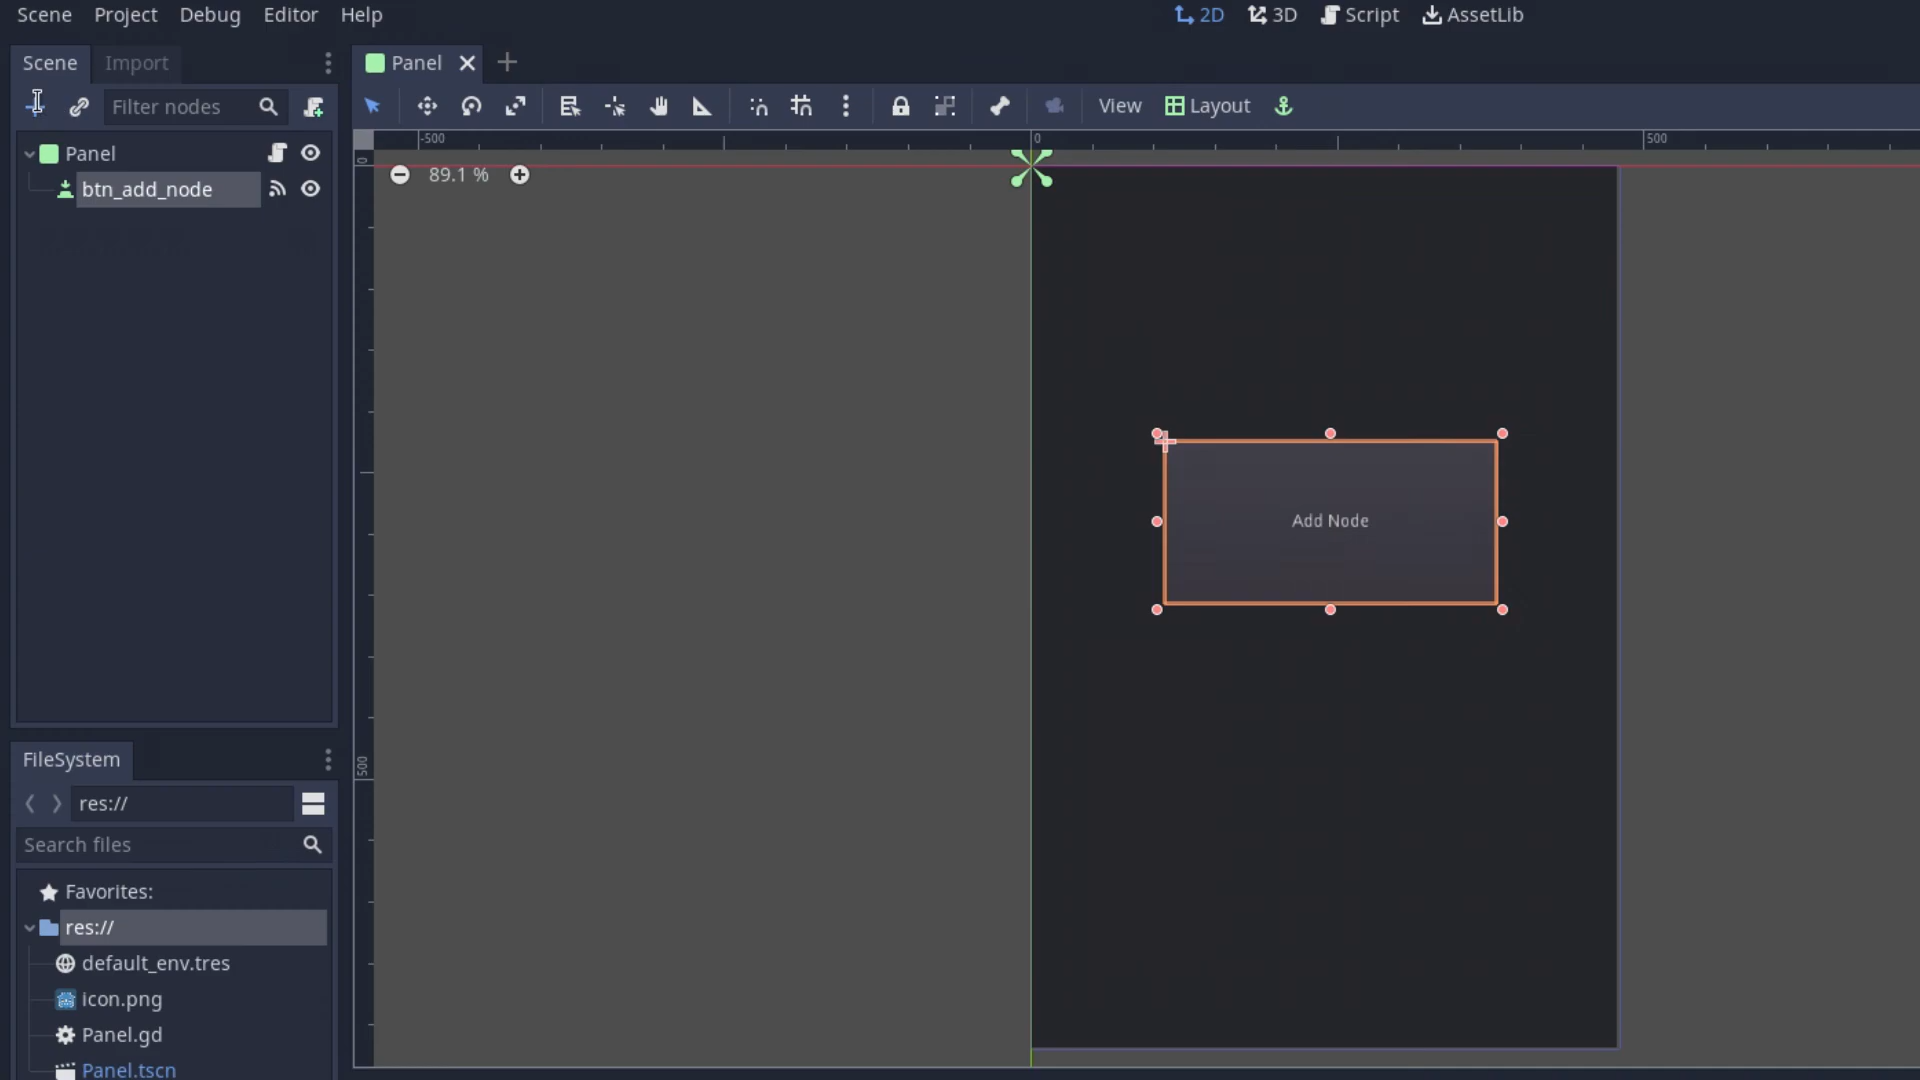 Scene Project Debug Editor Help
2D 3D Script AssetLib
Scene Import
Panel
Filter nodes
View Layout
-500 0 500
Panel
0
89.1 %
btn_add_node
Add Node
FileSystem
500
res://
Search files
Favorites:
res://
default_env.tres
icon.png
Panel.gd
Panel.tscn